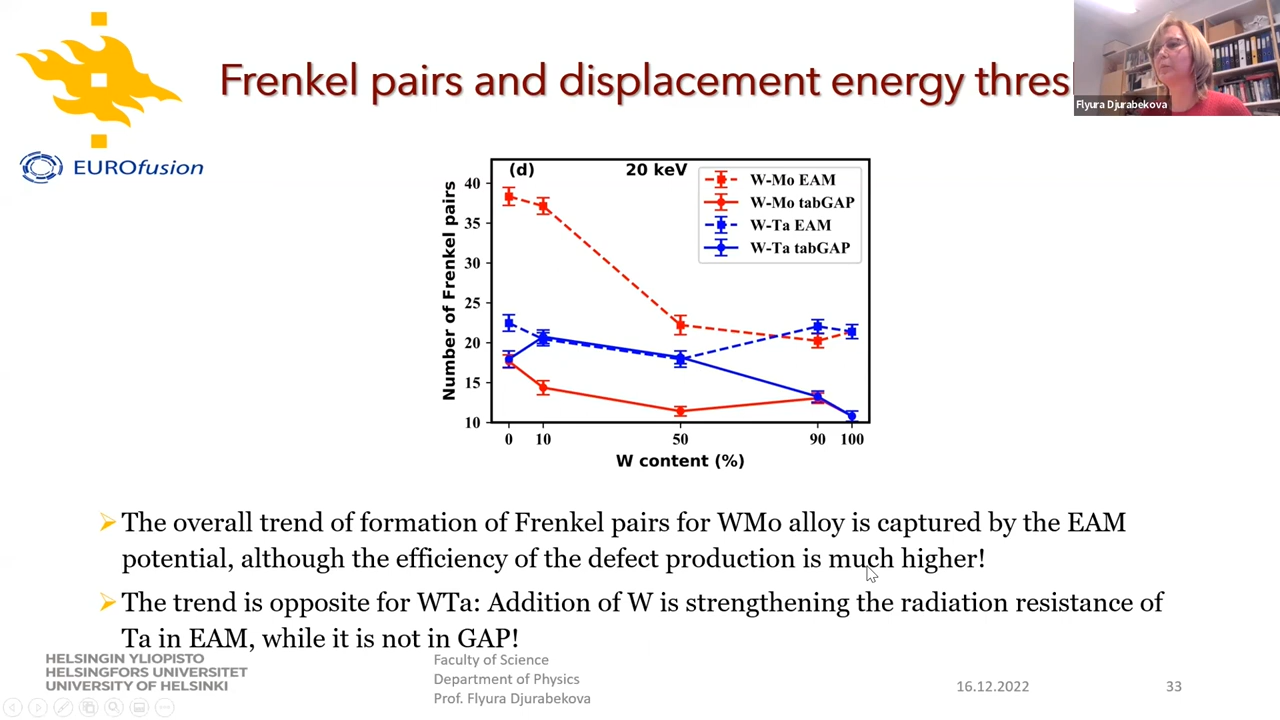 Frenkel pairs and displacement energy thres
Flyura Djurabekova
EUROfusion
(d)
20 keV
W-Mo EAM
W-Mo tabGAP
W-Ta EAM
W-Ta tabGAP
Number of Frenkel pairs
40
35
30
25
20
15
10
0 10 50 90 100
W content (%)
The overall trend of formation of Frenkel pairs for WMo alloy is captured by the EAM
potential, although the efficiency of the defect production is much higher!
The trend is opposite for WTa: Addition of W is strengthening the radiation resistance of
Ta in EAM, while it is not in GAP!
HELSINGIN YLIOPISTO
HELSINGFORS UNIVERSITET
UNIVERSITY OF HELSINKI
Faculty of Science
Department of Physics
Prof. Flyura Djurabekova
16.12.2022
33